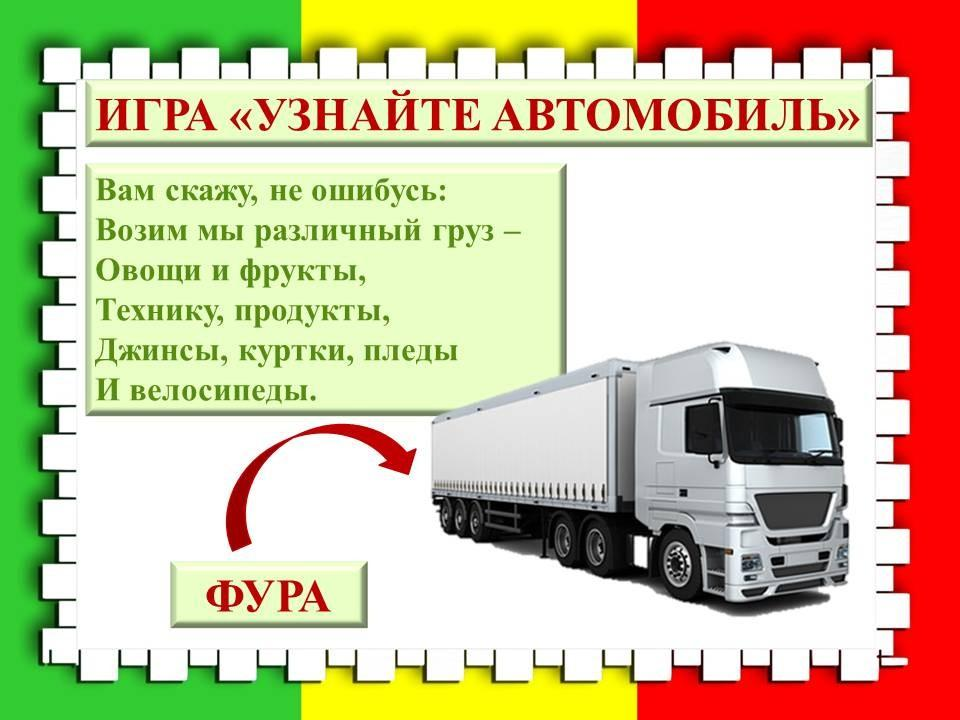 ИГРА «УЗНАЙТЕ АВТОМОБИЛЬ»
Вам скажу, не ошибусь:
Возим мы различный груз –
Овощи и фрукты,
Технику, продукты,
Джинсы, куртки, пледы
И велосипеды.
ФУРА